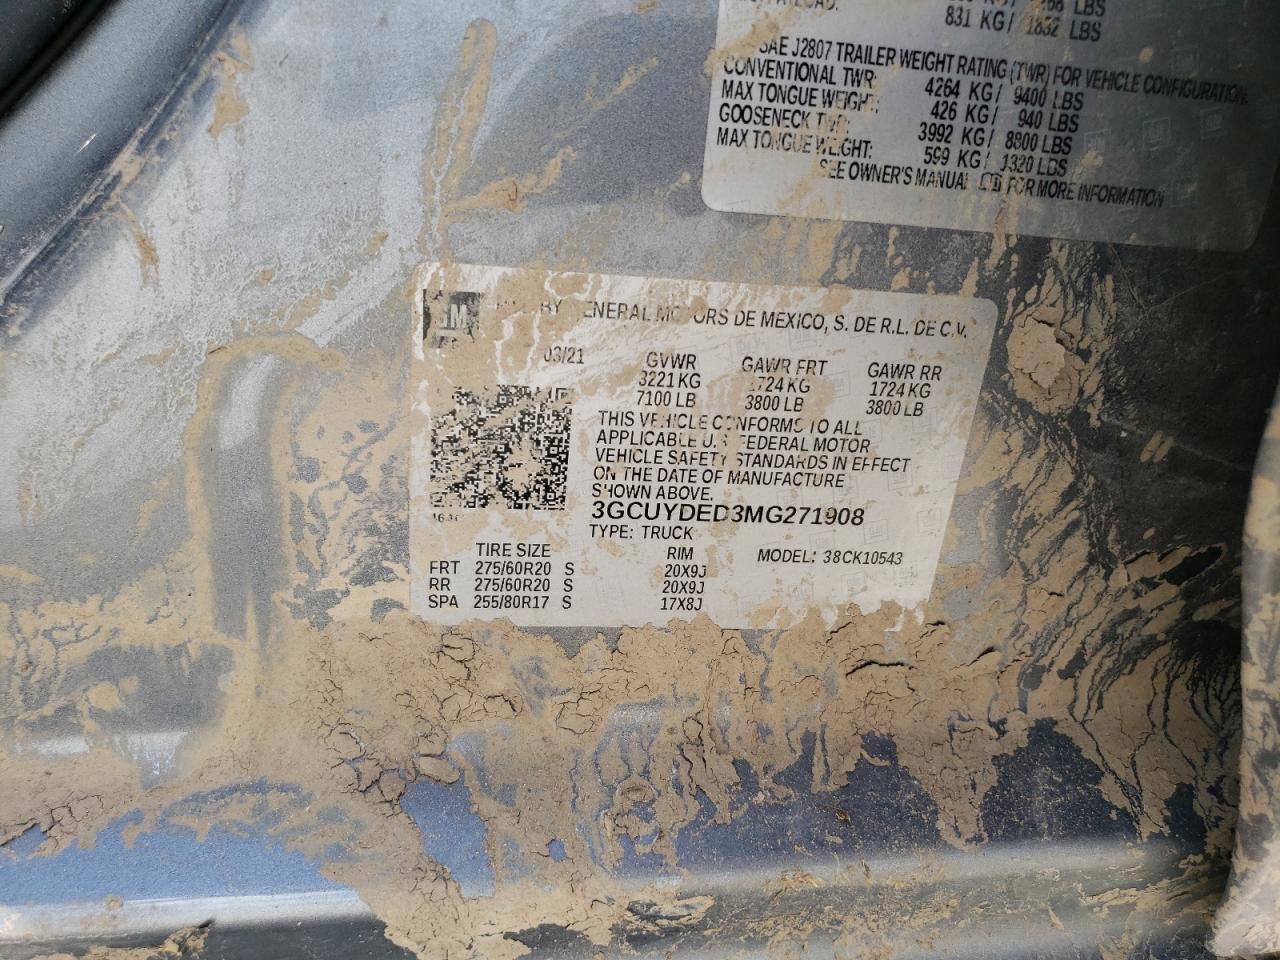 68 LBS
831 KG/ 1832 LBS
SAE J2807 TRAILER WEIGHT RATING (TWR) FOR VEHICLE CONFIGURATION.
CONVENTIONAL TWR: 4264 KG/ 9400 LBS
MAX TONGUE WEIGHT: 426 KG/ 940 LBS
GOOSENECK TWR: 3992 KG/ 8800 LBS
MAX TONGUE WEIGHT: 599 KG/ 1320 LBS
SEE OWNER'S MANUAL FOR MORE INFORMATION
GM BY GENERAL MOTORS DE MEXICO, S. DE R.L. DE C.V.
03/21 GVWR GAWR FRT GAWR RR
3221 KG 1724 KG 1724 KG
7100 LB 3800 LB 3800 LB
THIS VEHICLE CONFORMS TO ALL
APPLICABLE U.S FEDERAL MOTOR
VEHICLE SAFETY STANDARDS IN EFFECT
ON THE DATE OF MANUFACTURE
SHOWN ABOVE.
3GCUYDED3MG271908
TYPE: TRUCK
TIRE SIZE RIM MODEL: 38CK10543
FRT 275/60R20 S 20X9J
RR 275/60R20 S 20X9J
SPA 255/80R17 S 17X8J